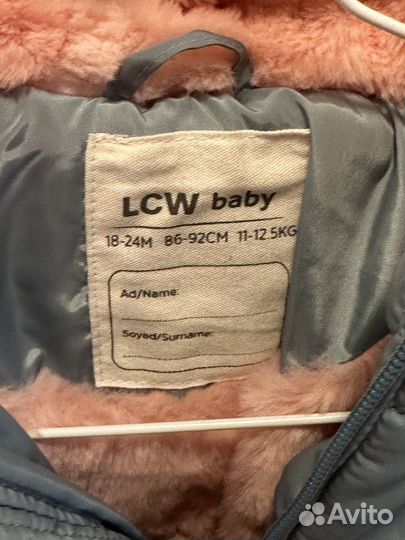 LCW baby
18-24M 86-92CM 11-12.5KG
Ad/Name:
Soyad/Surname:
Avito